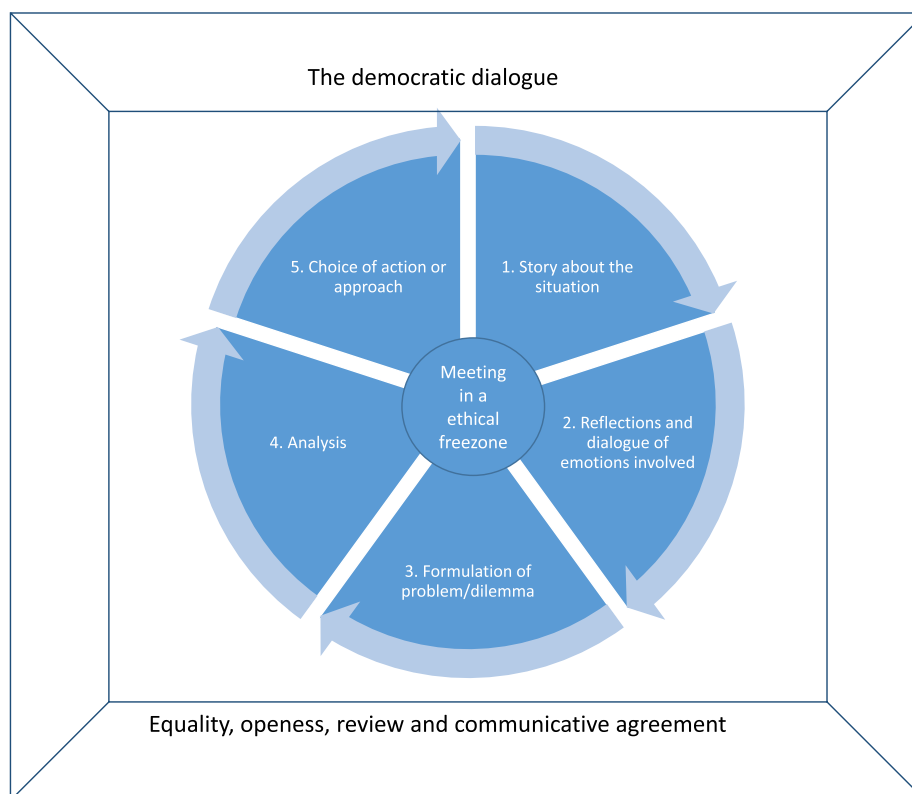 The democratic dialogue
5. Choice of action or
approach
1. Story about the
situation
Meeting
in a
ethical
freezone
2. Reflections and
dialogue of
emotions involved
4. Analysis
3. Formulation of
problem/dilemma
Equality, openess, review and communicative agreement